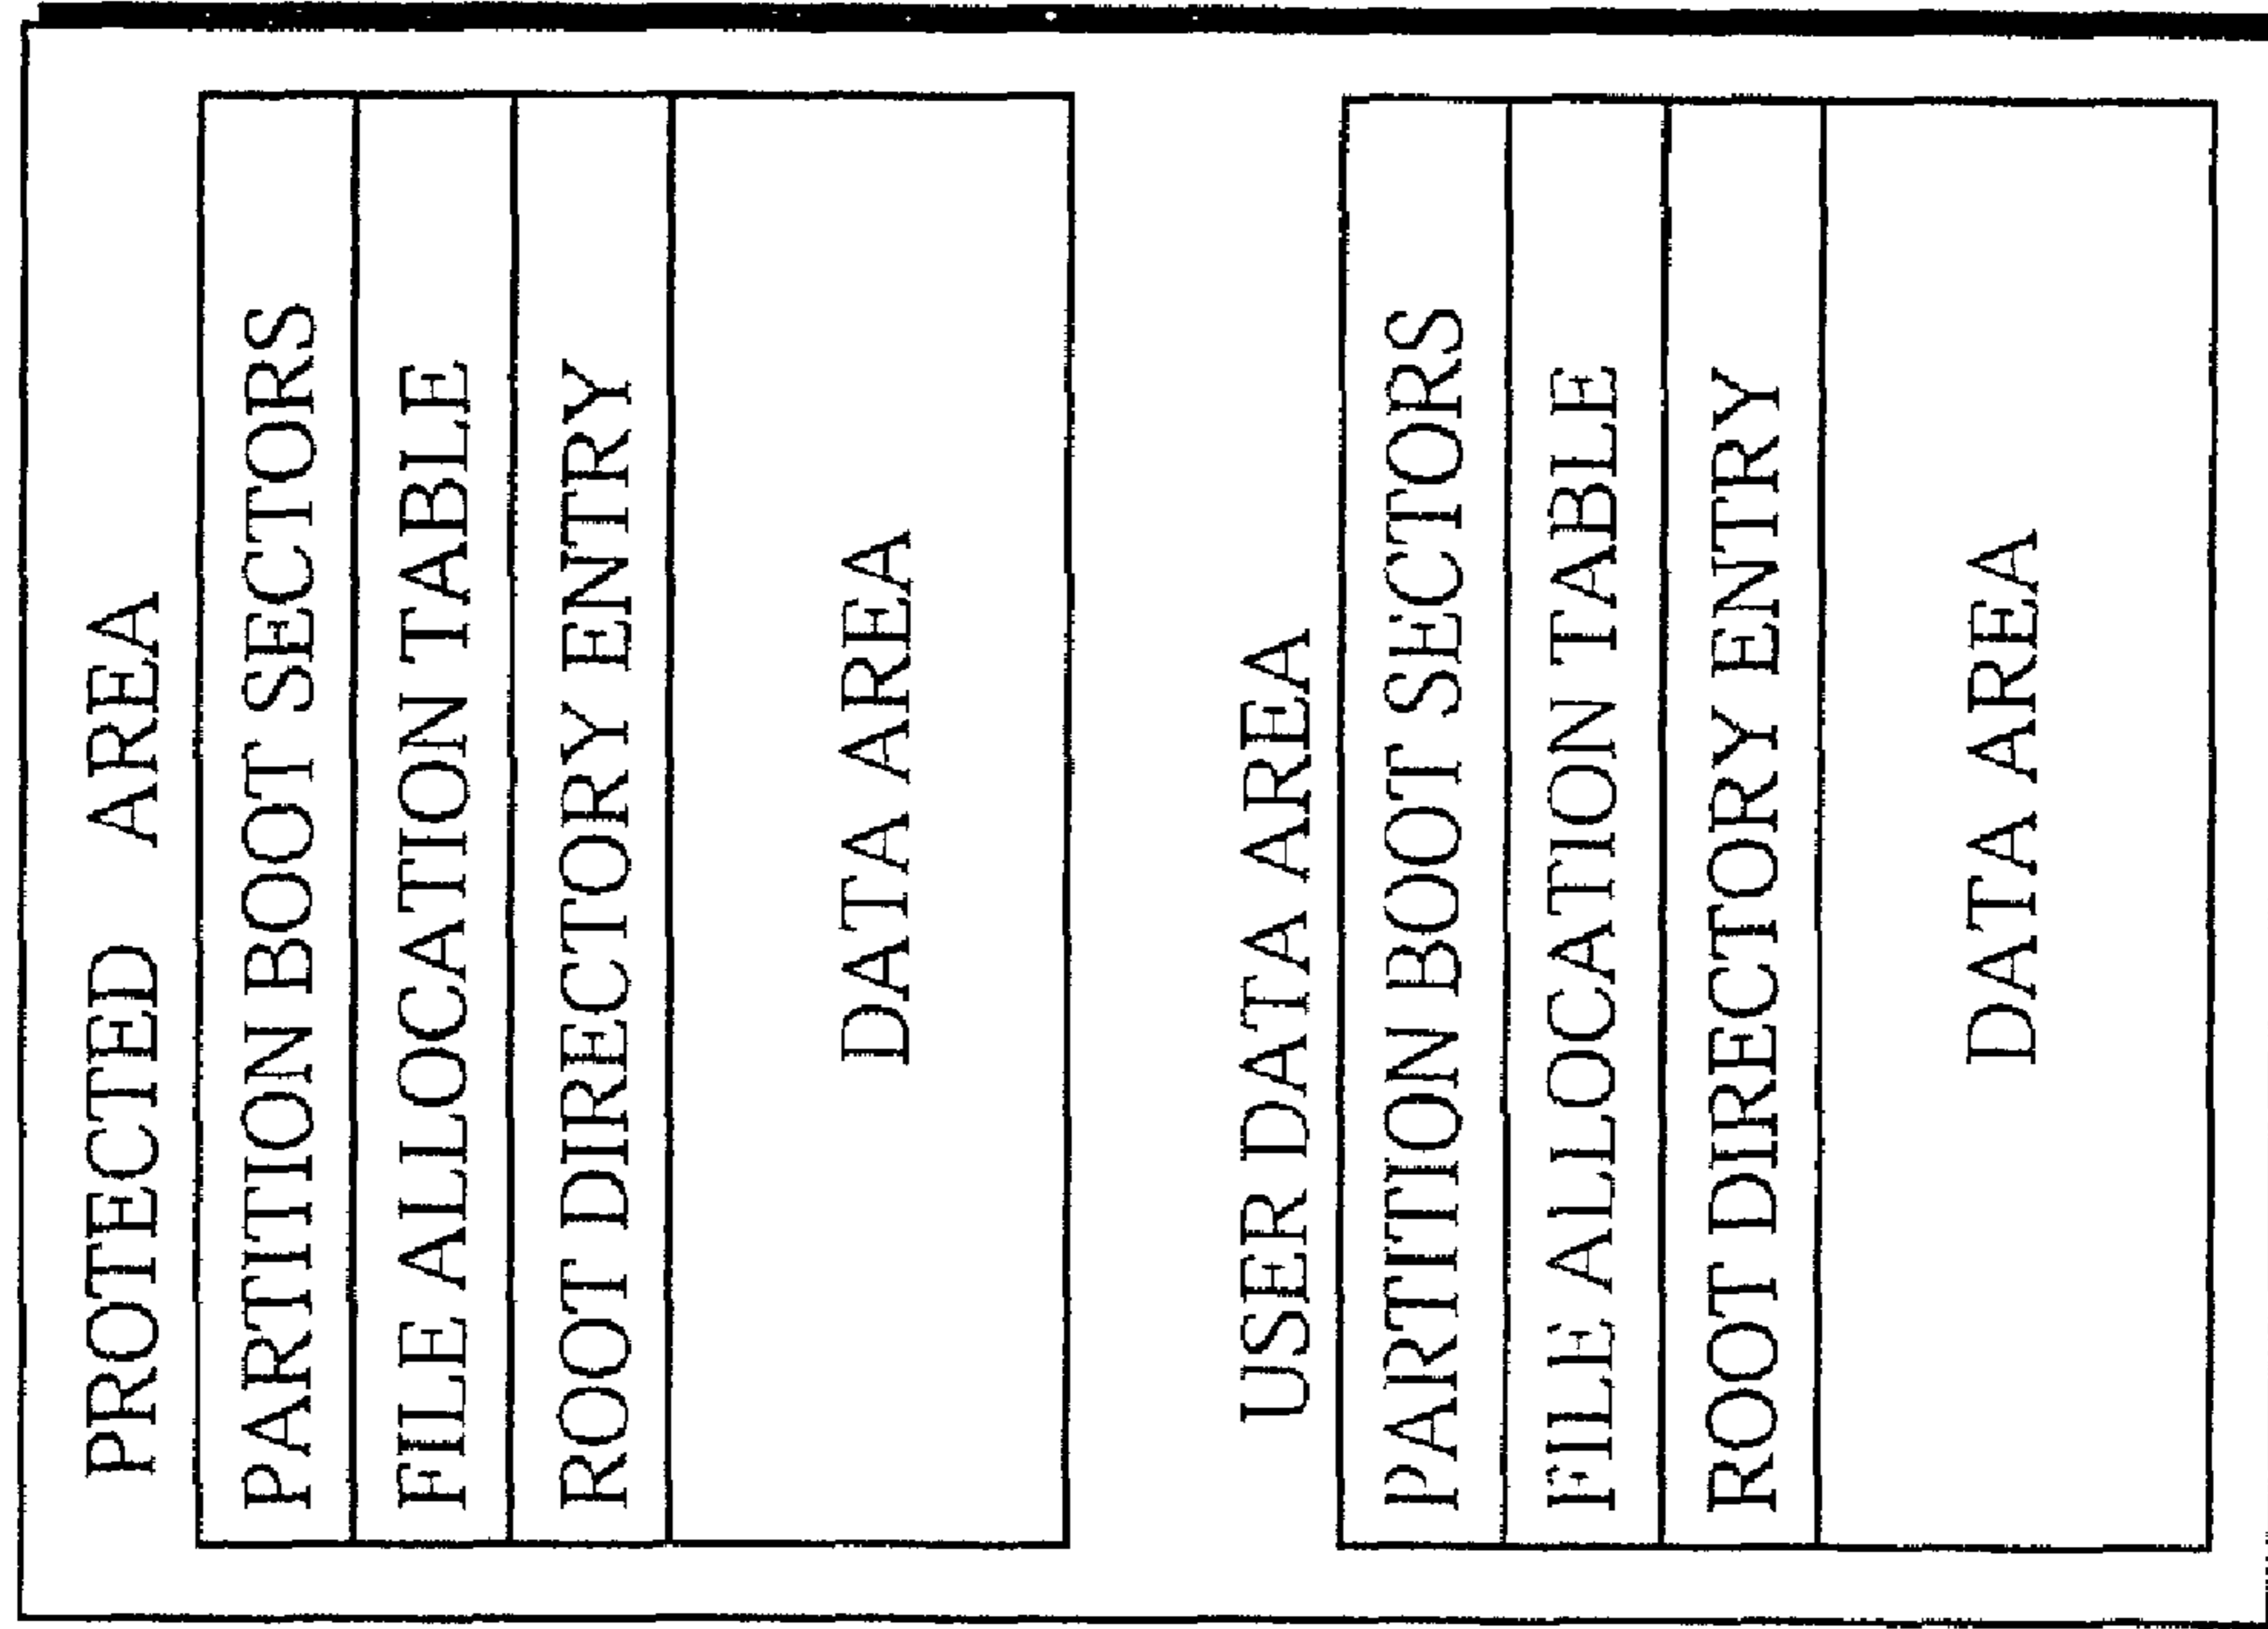 PROTECTED AREA
PARTITION BOOT SECTORS
FILE ALLOCATION TABLE
ROOT DIRECTORY ENTRY
DATA AREA
USER DATA AREA
PARTITION BOOT SECTORS
FILE ALLOCATION TABLE
ROOT DIRECTORY ENTRY
DATA AREA